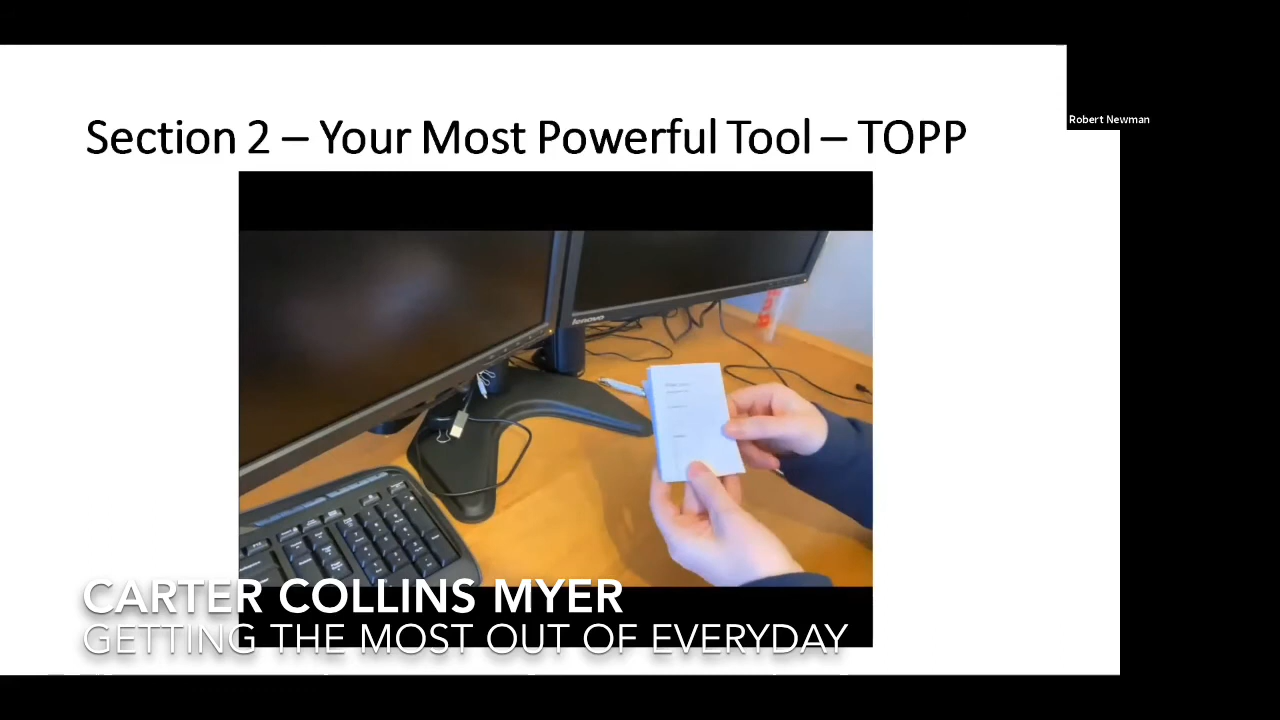 Section 2 – Your Most Powerful Tool – TOPP
Robert Newman
lenovo
CARTER COLLINS MYER
GETTING THE MOST OUT OF EVERYDAY